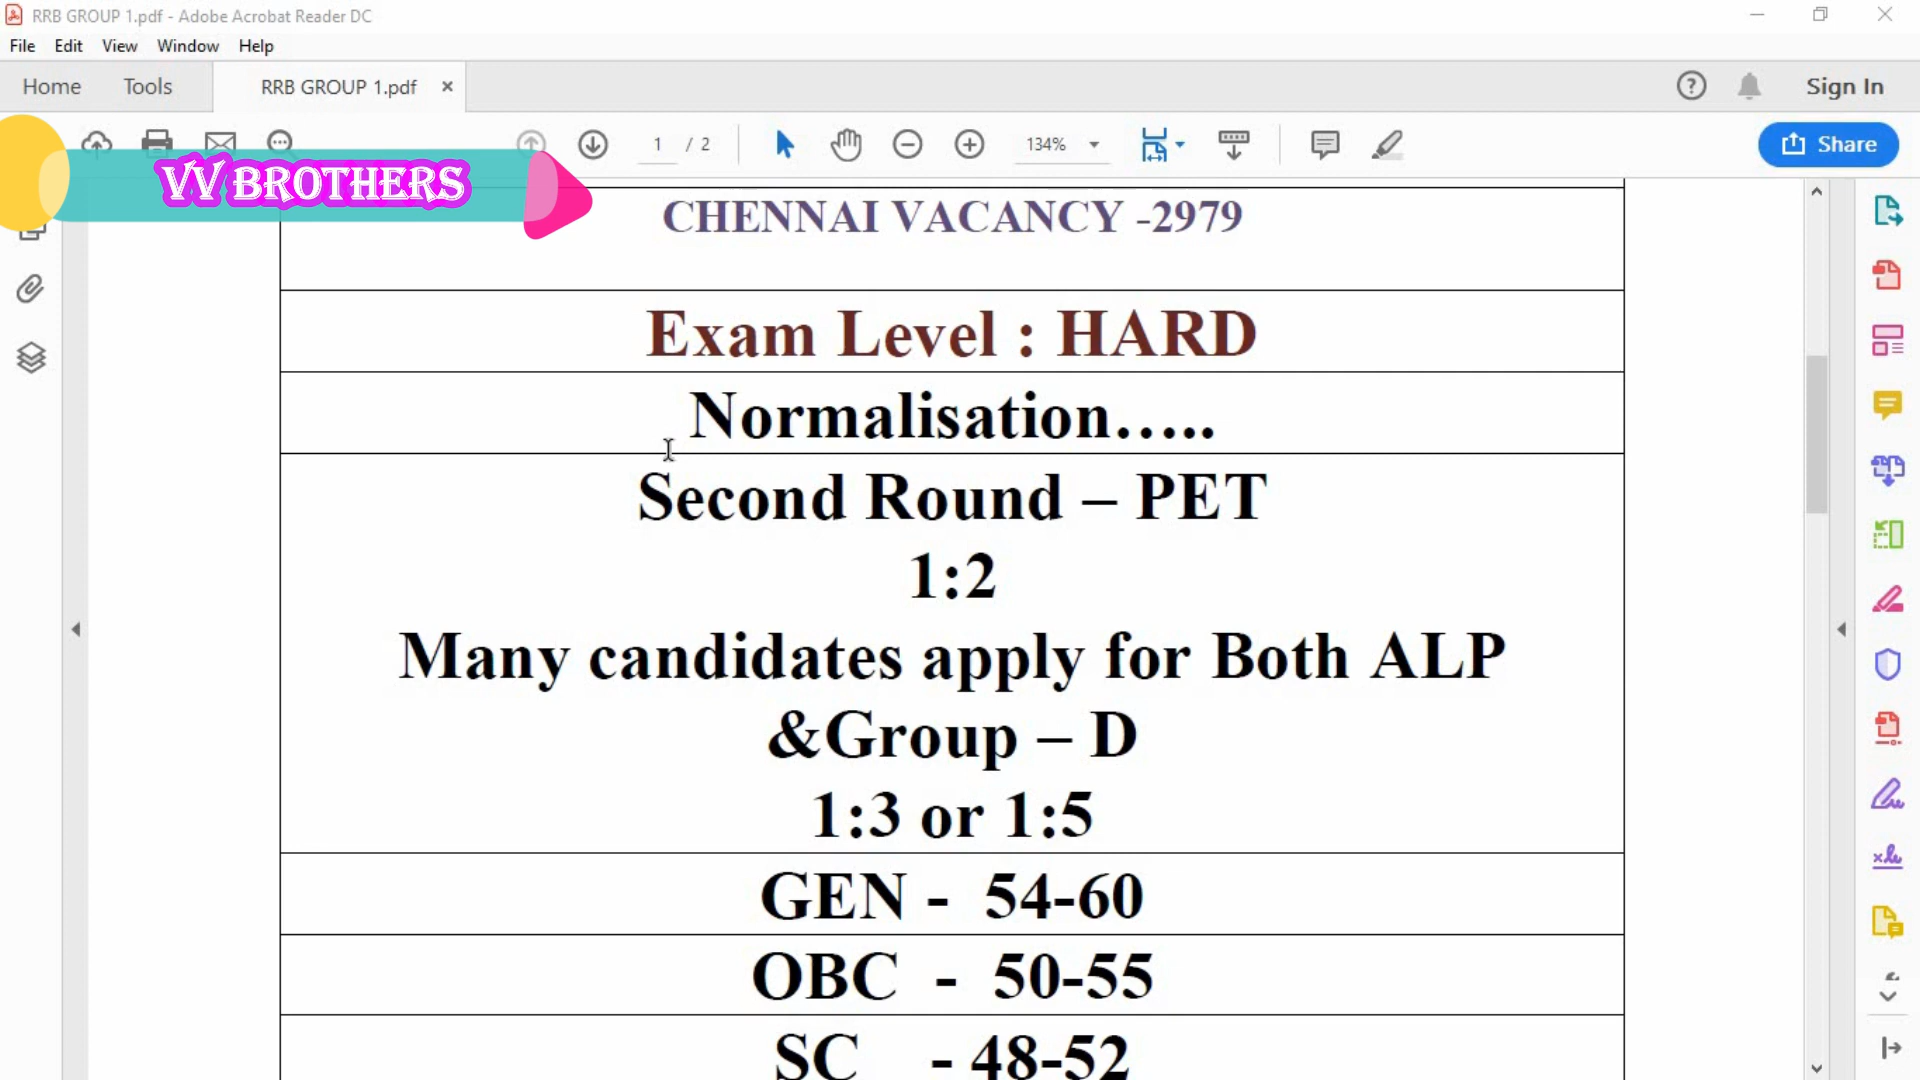 RRB GROUP 1.pdf - Adobe Acrobat Reader DC
File Edit View Window Help
Home Tools RRB GROUP 1.pdf × Sign In
1 / 2 134% Share
VV BROTHERS
CHENNAI VACANCY -2979
Exam Level : HARD
Normalisation.....
Second Round – PET
1:2
Many candidates apply for Both ALP
&Group – D
1:3 or 1:5
GEN - 54-60
OBC - 50-55
SC - 48-52